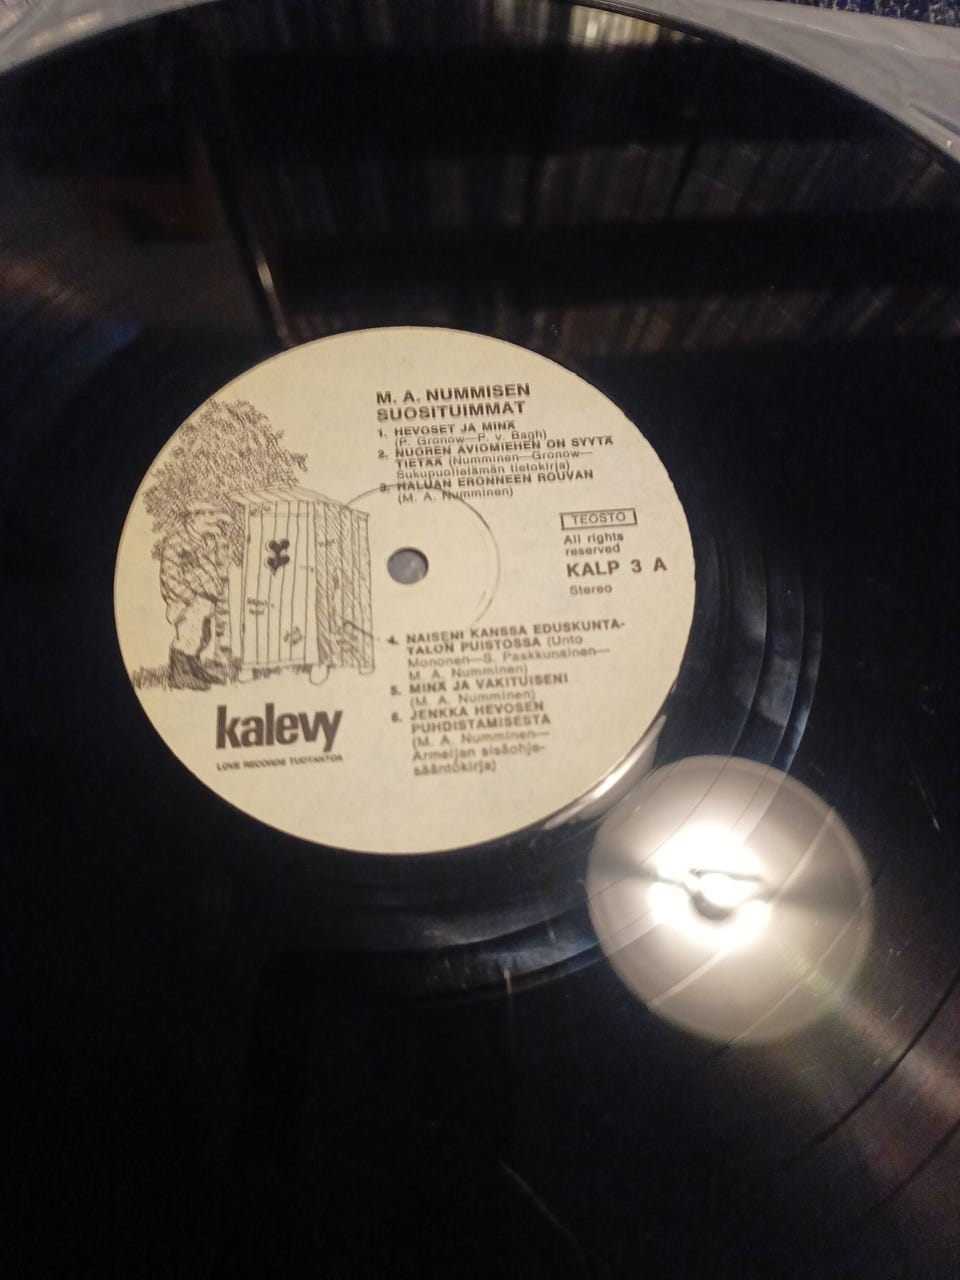 M. A. NUMMISEN
SUOSITUIMMAT
1. HEVOSET JA MINÄ
(P. Gronow—P. v. Bagh)
2. NUOREN AVIOMIEHEN ON SYYTÄ
TIETÄÄ (Numminen—Gronow—
Sukupuolielämän tietokirja)
3. HALUAN ERONNEEN ROUVAN
(M. A. Numminen)
TEOSTO
All rights
reserved
KALP 3 A
Stereo
4. NAISENI KANSSA EDUSKUNTA-
TALON PUISTOSSA (Unto
Mononen—S. Paakkunainen—
M. A. Numminen)
5. MINÄ JA VAKITUISENI
(M. A. Numminen)
6. JENKKA HEVOSEN
PUHDISTAMISESTA
(M. A. Numminen—
Armeijan sisäohje-
sääntökirja)
kalevy
LOVE RECORDS TUOTANTOA